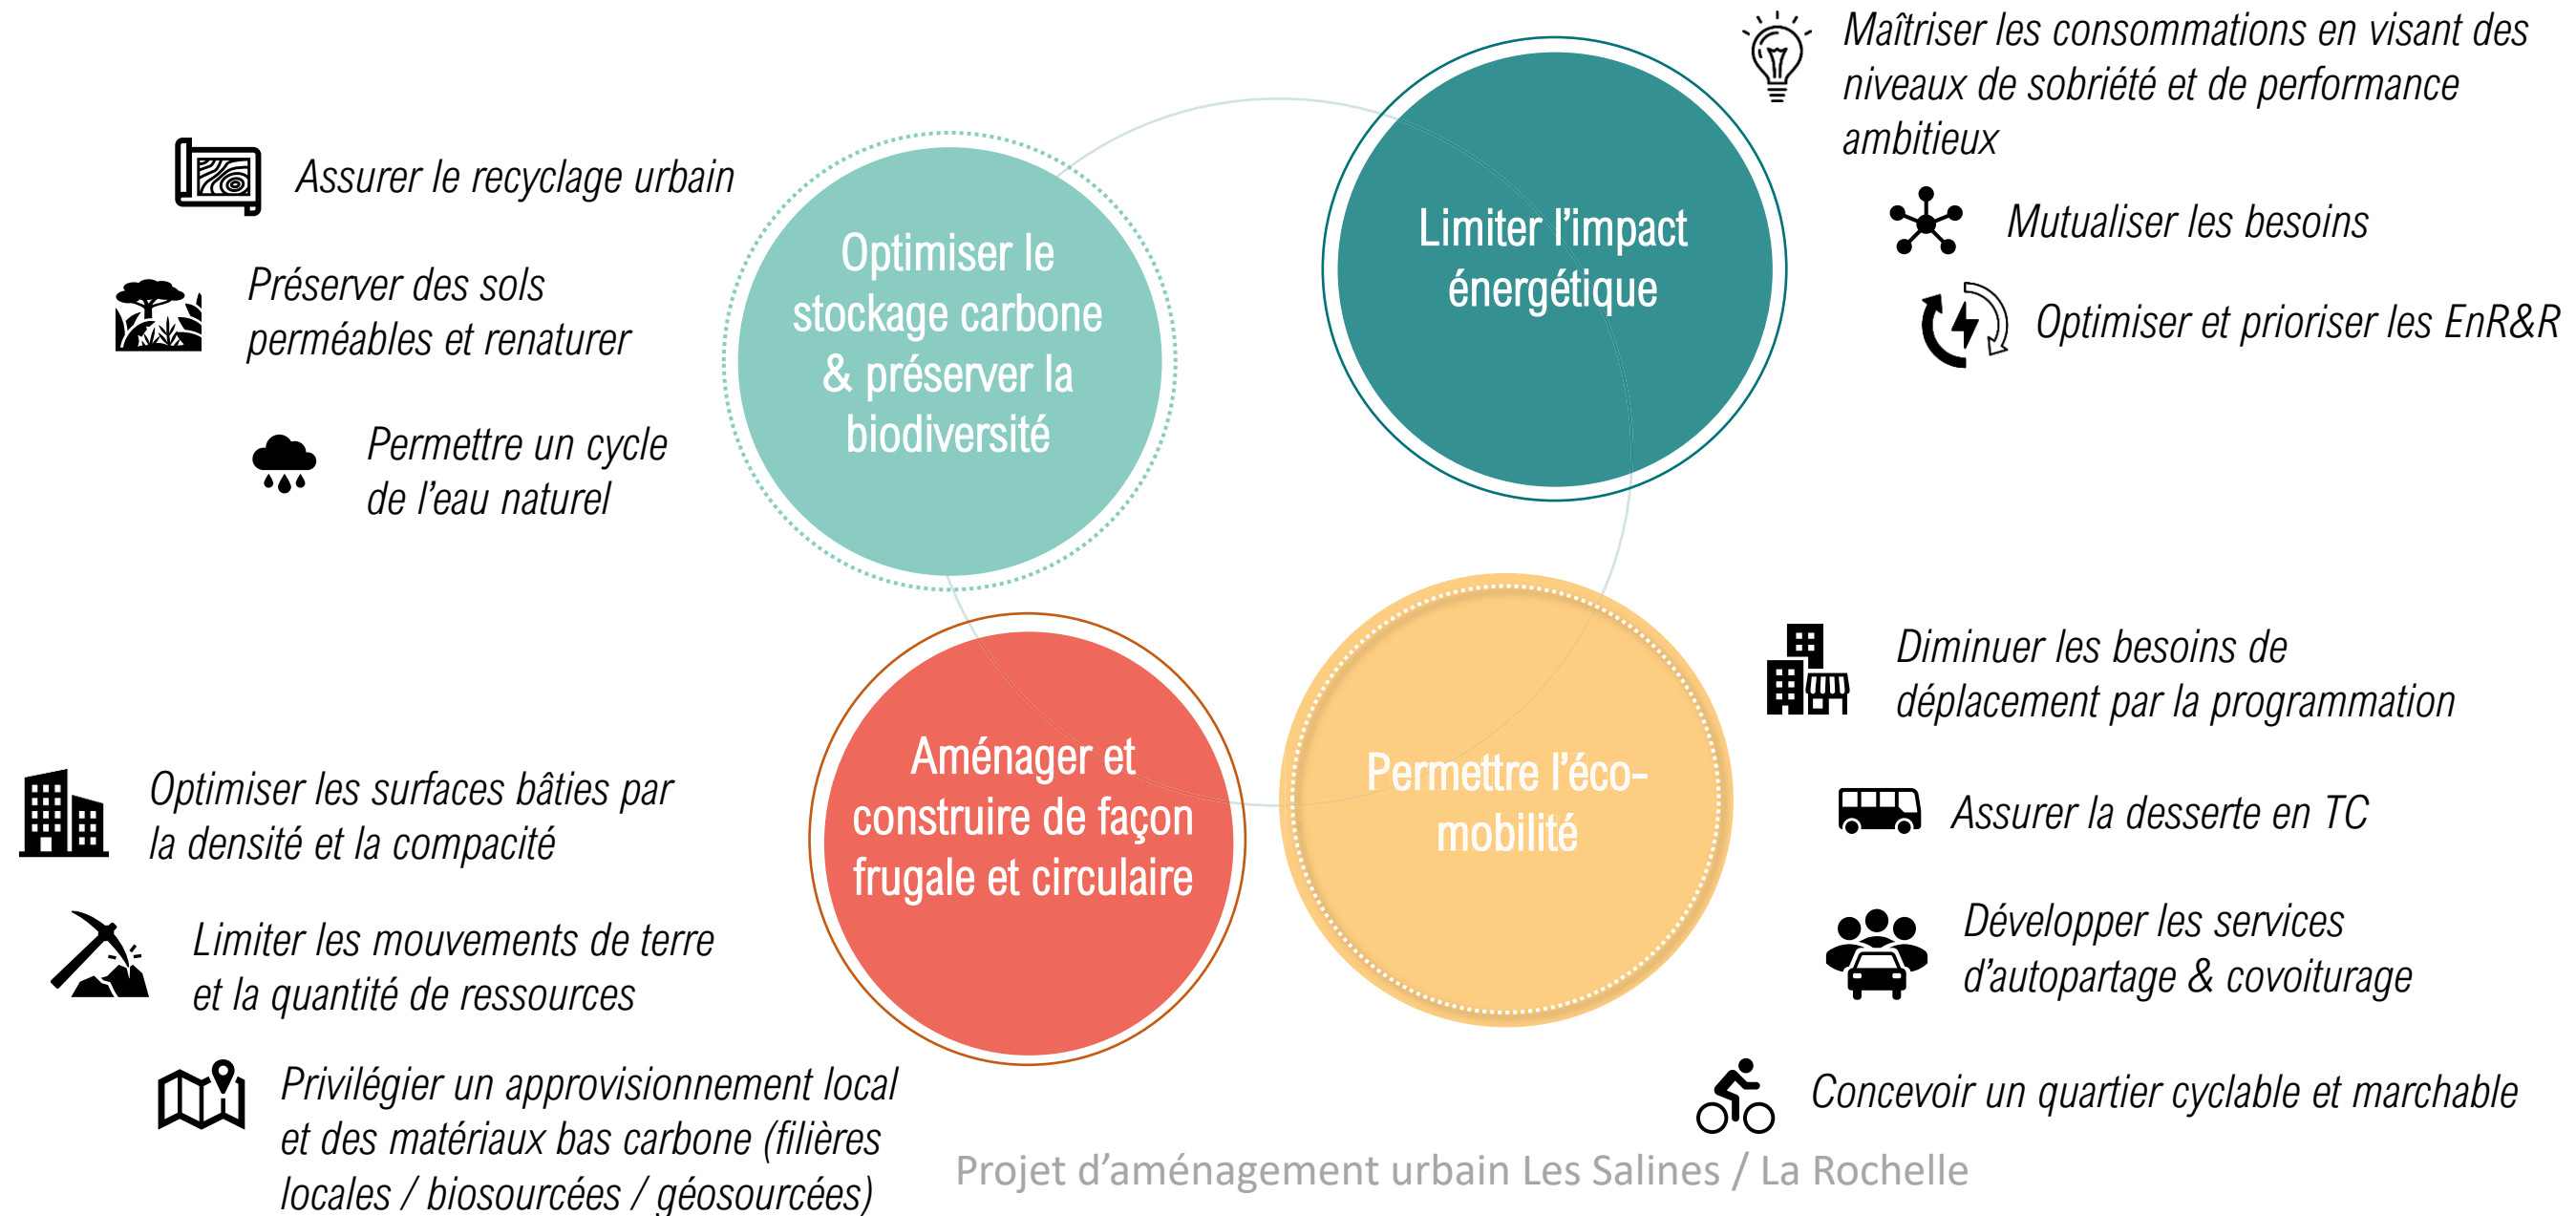 Assurer le recyclage urbain
Préserver des sols
perméables et renaturer
Permettre un cycle
de l’eau naturel
Optimiser le
stockage carbone
& préserver la
biodiversité
Limiter l’impact
énergétique
Maîtriser les consommations en visant des
niveaux de sobriété et de performance
ambitieux
Mutualiser les besoins
Optimiser et prioriser les EnR&R
Optimiser les surfaces bâties par
la densité et la compacité
Limiter les mouvements de terre
et la quantité de ressources
Privilégier un approvisionnement local
et des matériaux bas carbone (filières
locales / biosourcées / géosourcées)
Aménager et
construire de façon
frugale et circulaire
Permettre l’éco-
mobilité
Diminuer les besoins de
déplacement par la programmation
Assurer la desserte en TC
Développer les services
d’autopartage & covoiturage
Concevoir un quartier cyclable et marchable
Projet d’aménagement urbain Les Salines / La Rochelle